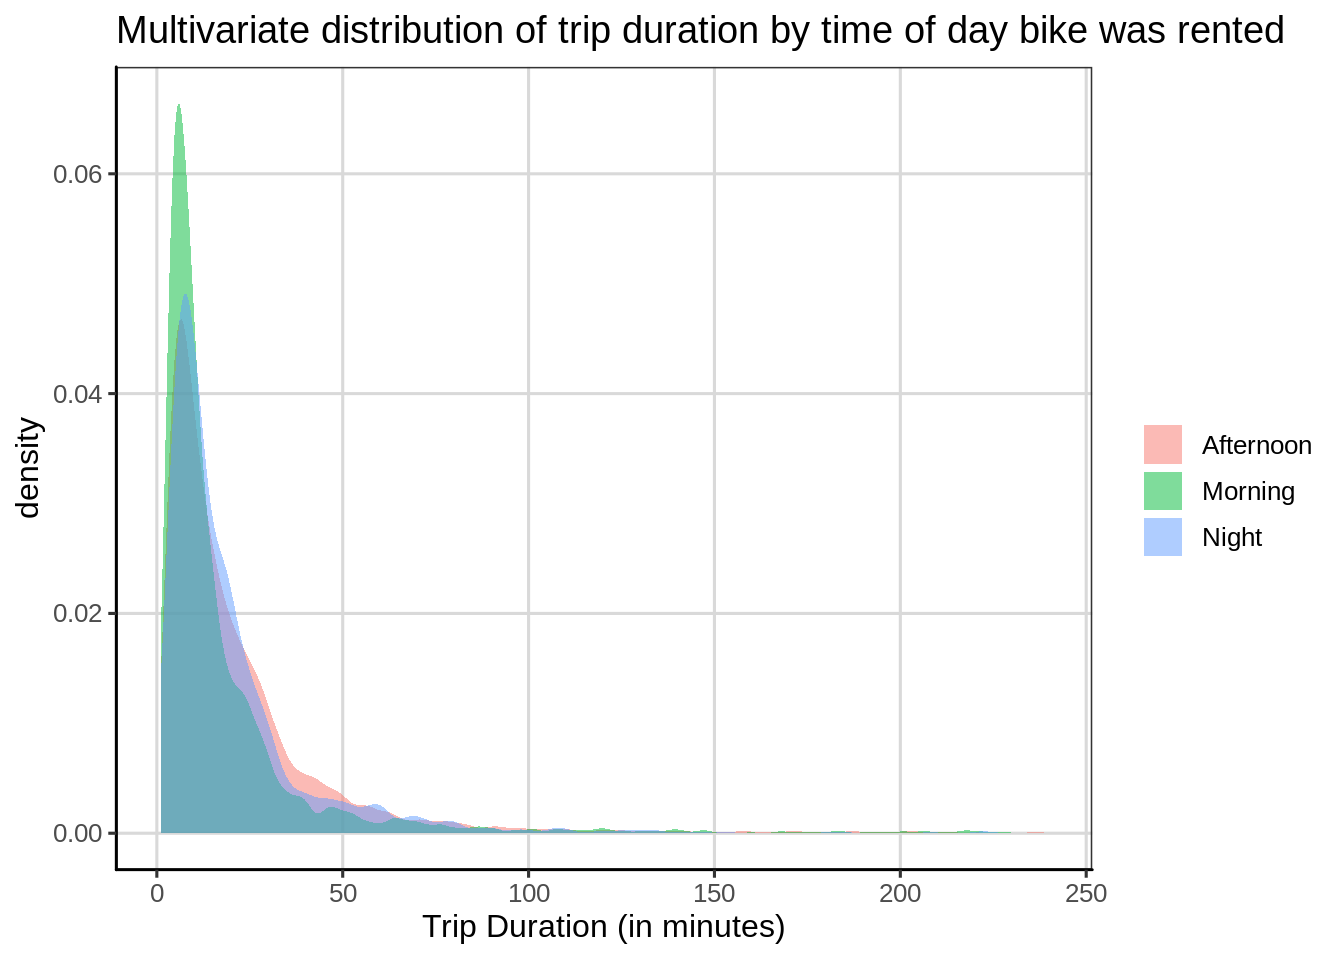 Multivariate distribution of trip duration by time of day bike was rented
0.06
0.04
0.02
0.00
density
0
50
100
150
200
250
Trip Duration (in minutes)
Afternoon
Morning
Night